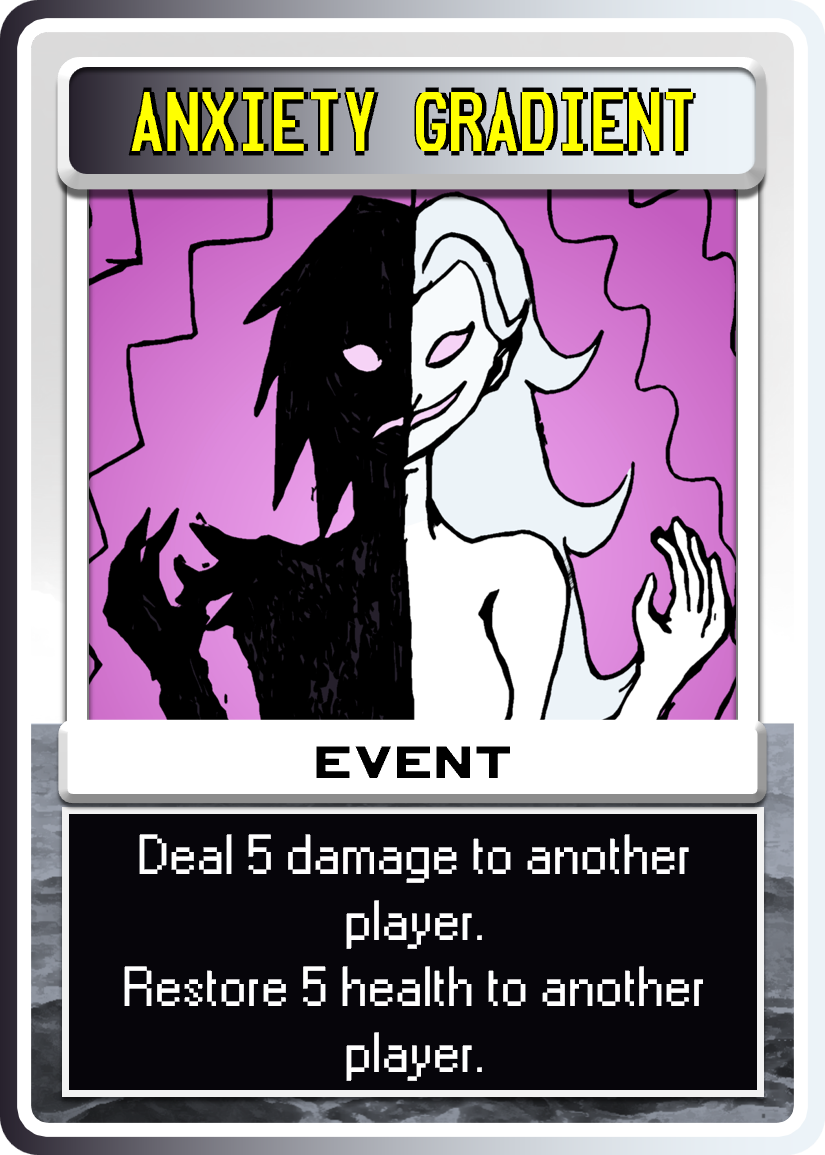 ANXIETY GRADIENT
EVENT
Deal 5 damage to another
player.
Restore 5 health to another
player.